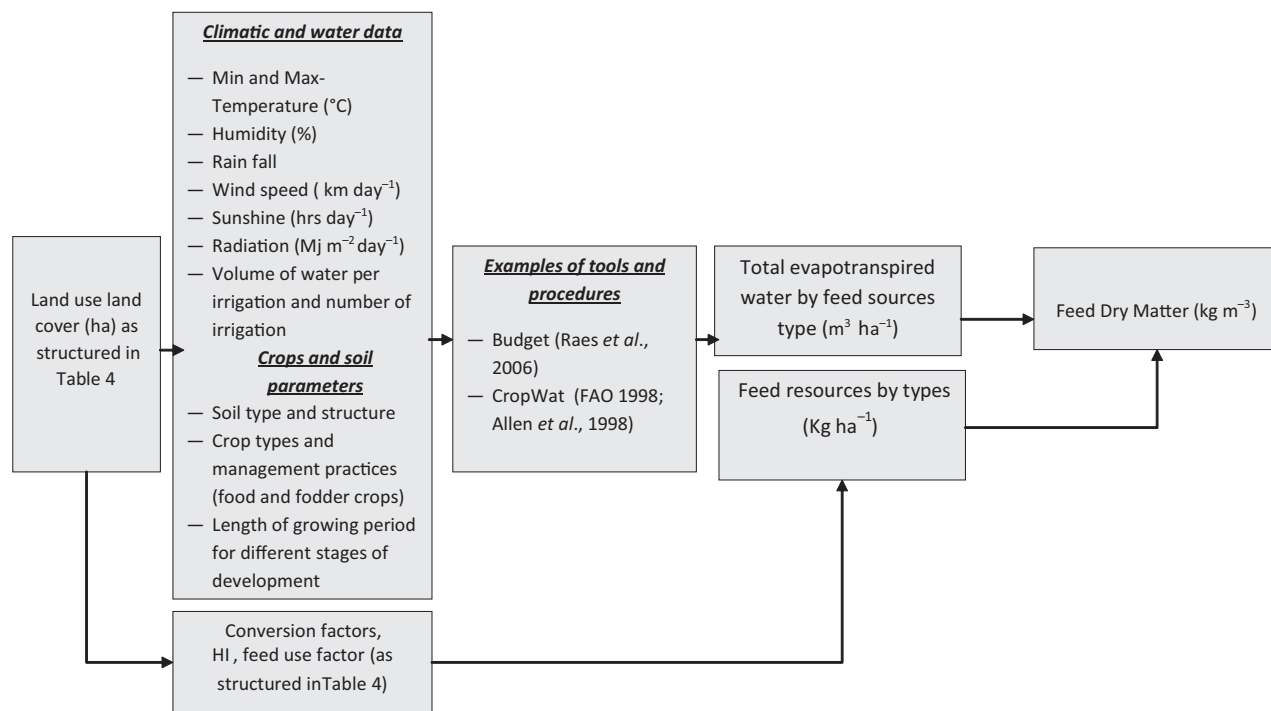 Land use land
cover (ha) as
structured in
Table 4
Climatic and water data
— Min and Max-
Temperature (°C)
— Humidity (%)
— Rain fall
— Wind speed ( km day⁻¹)
— Sunshine (hrs day⁻¹)
— Radiation (Mj m⁻² day⁻¹)
— Volume of water per
irrigation and number of
irrigation
Crops and soil
parameters
— Soil type and structure
— Crop types and
management practices
(food and fodder crops)
— Length of growing period
for different stages of
development
Conversion factors,
HI , feed use factor (as
structured inTable 4)
Examples of tools and
procedures
— Budget (Raes et al.,
2006)
— CropWat (FAO 1998;
Allen et al., 1998)
Total evapotranspired
water by feed sources
type (m³ ha⁻¹)
Feed resources by types
(Kg ha⁻¹)
Feed Dry Matter (kg m⁻³)